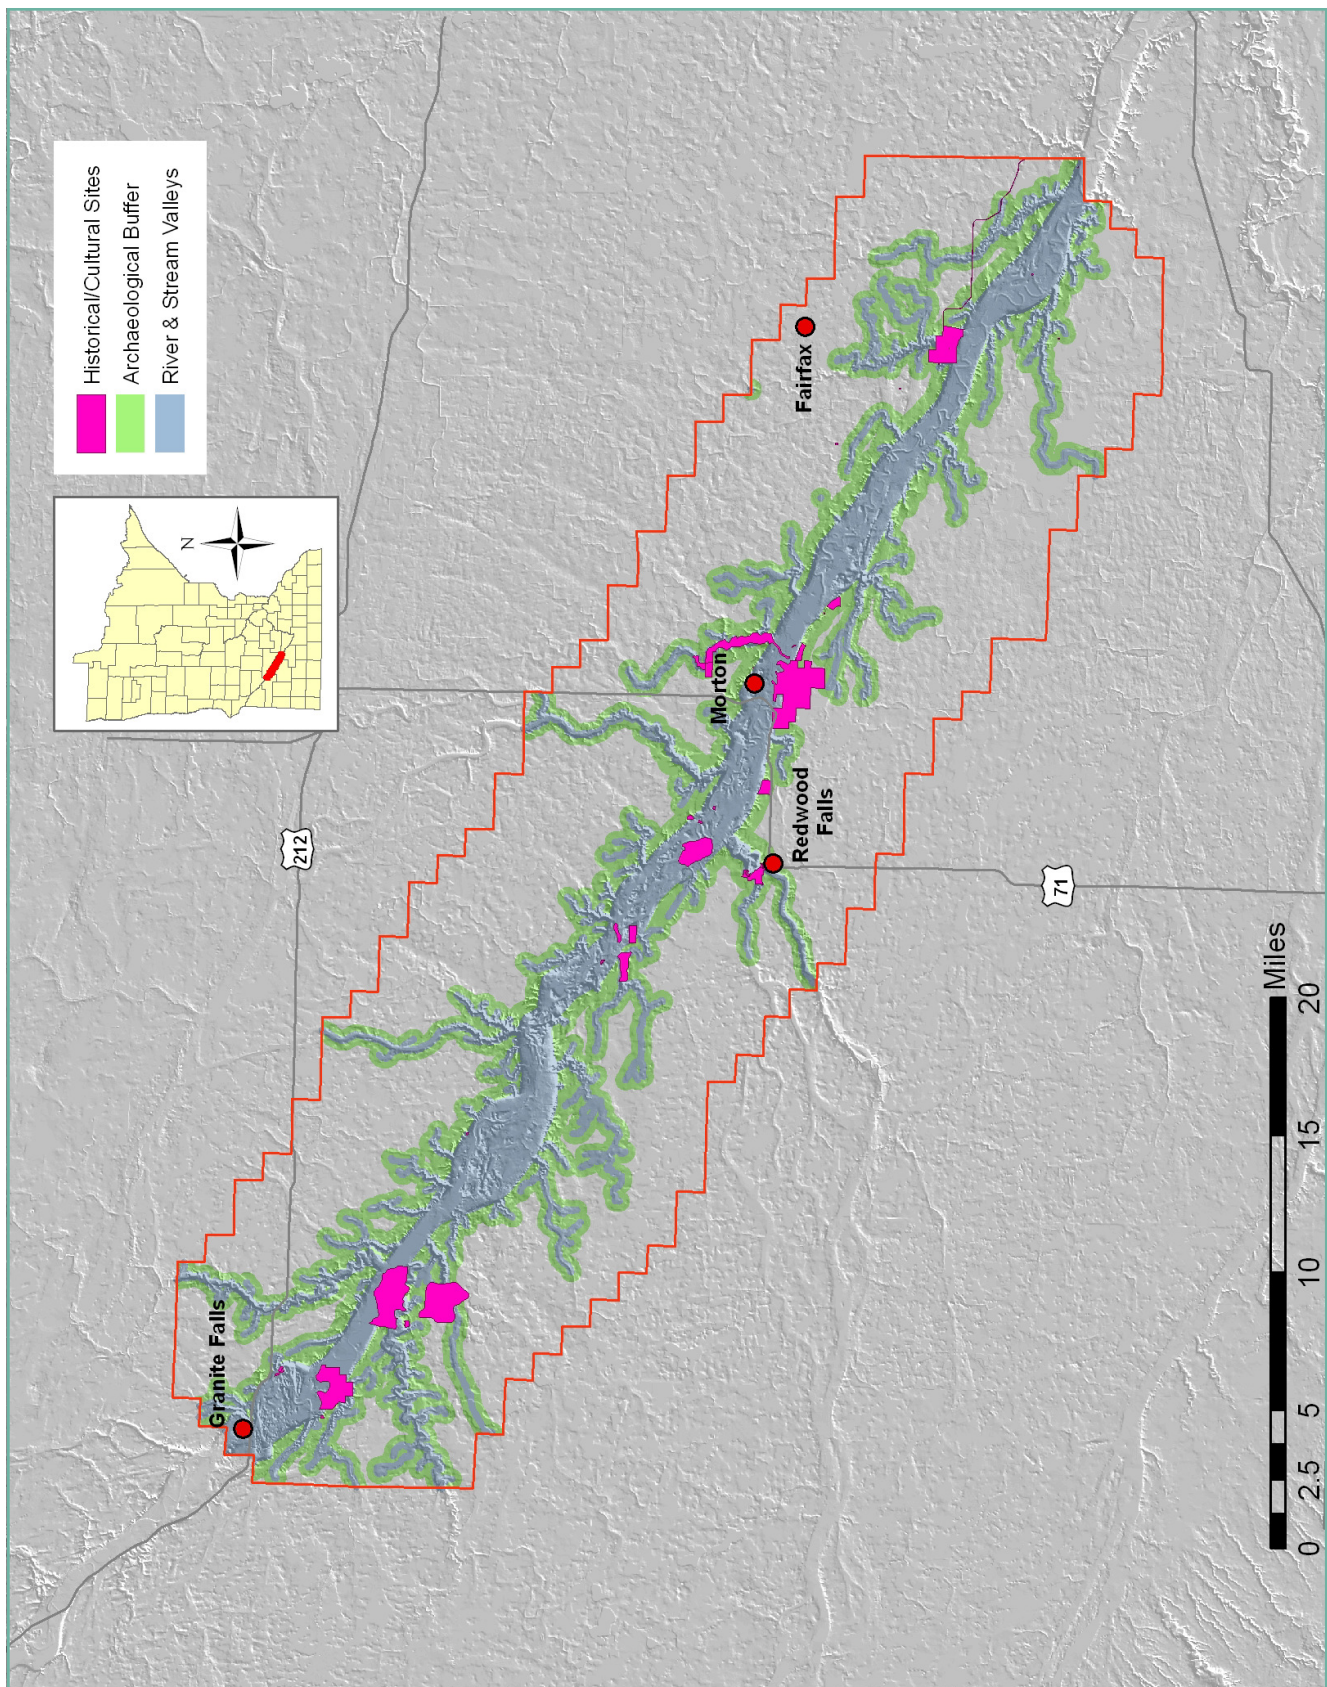 Historical/Cultural Sites
Archaeological Buffer
River & Stream Valleys
N
212
71
Granite Falls
Redwood
Falls
Morton
Fairfax
0 2.5 5 10 15 20
Miles